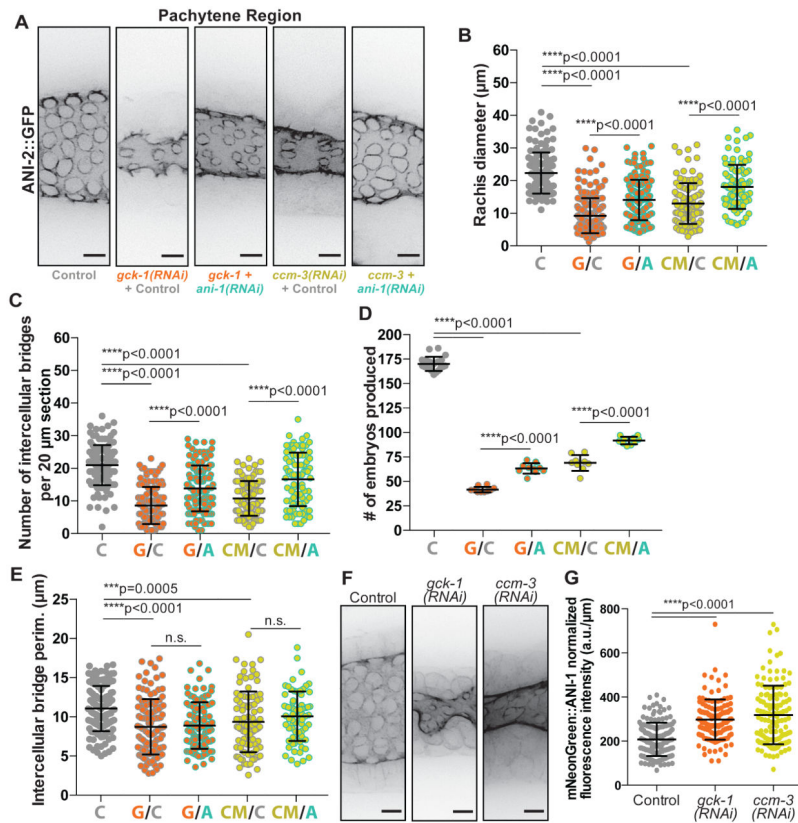 Pachytene Region
A
ANI-2::GFP
Control
gck-1(RNAi)
+ Control
gck-1 +
ani-1(RNAi)
ccm-3(RNAi)
+ Control
ccm-3 +
ani-1(RNAi)
B
Rachis diameter (µm)
60
50
40
30
20
10
0
****p<0.0001
****p<0.0001
****p<0.0001
****p<0.0001
C G/C G/A CM/C CM/A
C
Number of intercellular bridges
per 20 µm section
60
50
40
30
20
10
0
****p<0.0001
****p<0.0001
****p<0.0001
****p<0.0001
C G/C G/A CM/C CM/A
D
# of embryos produced
200
175
150
125
100
75
50
25
0
****p<0.0001
****p<0.0001
****p<0.0001
C G/C G/A CM/C CM/A
E
Intercellular bridge perim. (µm)
25
20
15
10
5
0
***p=0.0005
****p<0.0001
n.s.
n.s.
C G/C G/A CM/C CM/A
F
Control
gck-1
(RNAi)
ccm-3
(RNAi)
G
mNeonGreen::ANI-1 normalized
fluorescence intensity (a.u./µm)
800
600
400
200
0
****p<0.0001
Control
gck-1
(RNAi)
ccm-3
(RNAi)